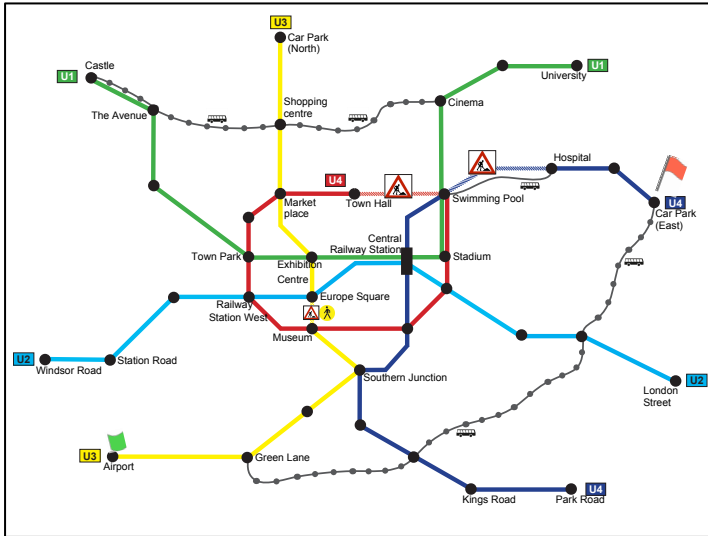 U3
Car Park
(North)
Castle
U1
U1
University
The Avenue
Shopping
centre
Cinema
Hospital
U4
Market
place
Town Hall
Swimming Pool
U4
Car Park
(East)
Central
Railway Station
Town Park
Exhibition
Centre
Stadium
Europe Square
Railway
Station West
Museum
U2
Windsor Road
Station Road
Southern Junction
U2
London
Street
U3
Airport
Green Lane
Kings Road
Park Road
U4